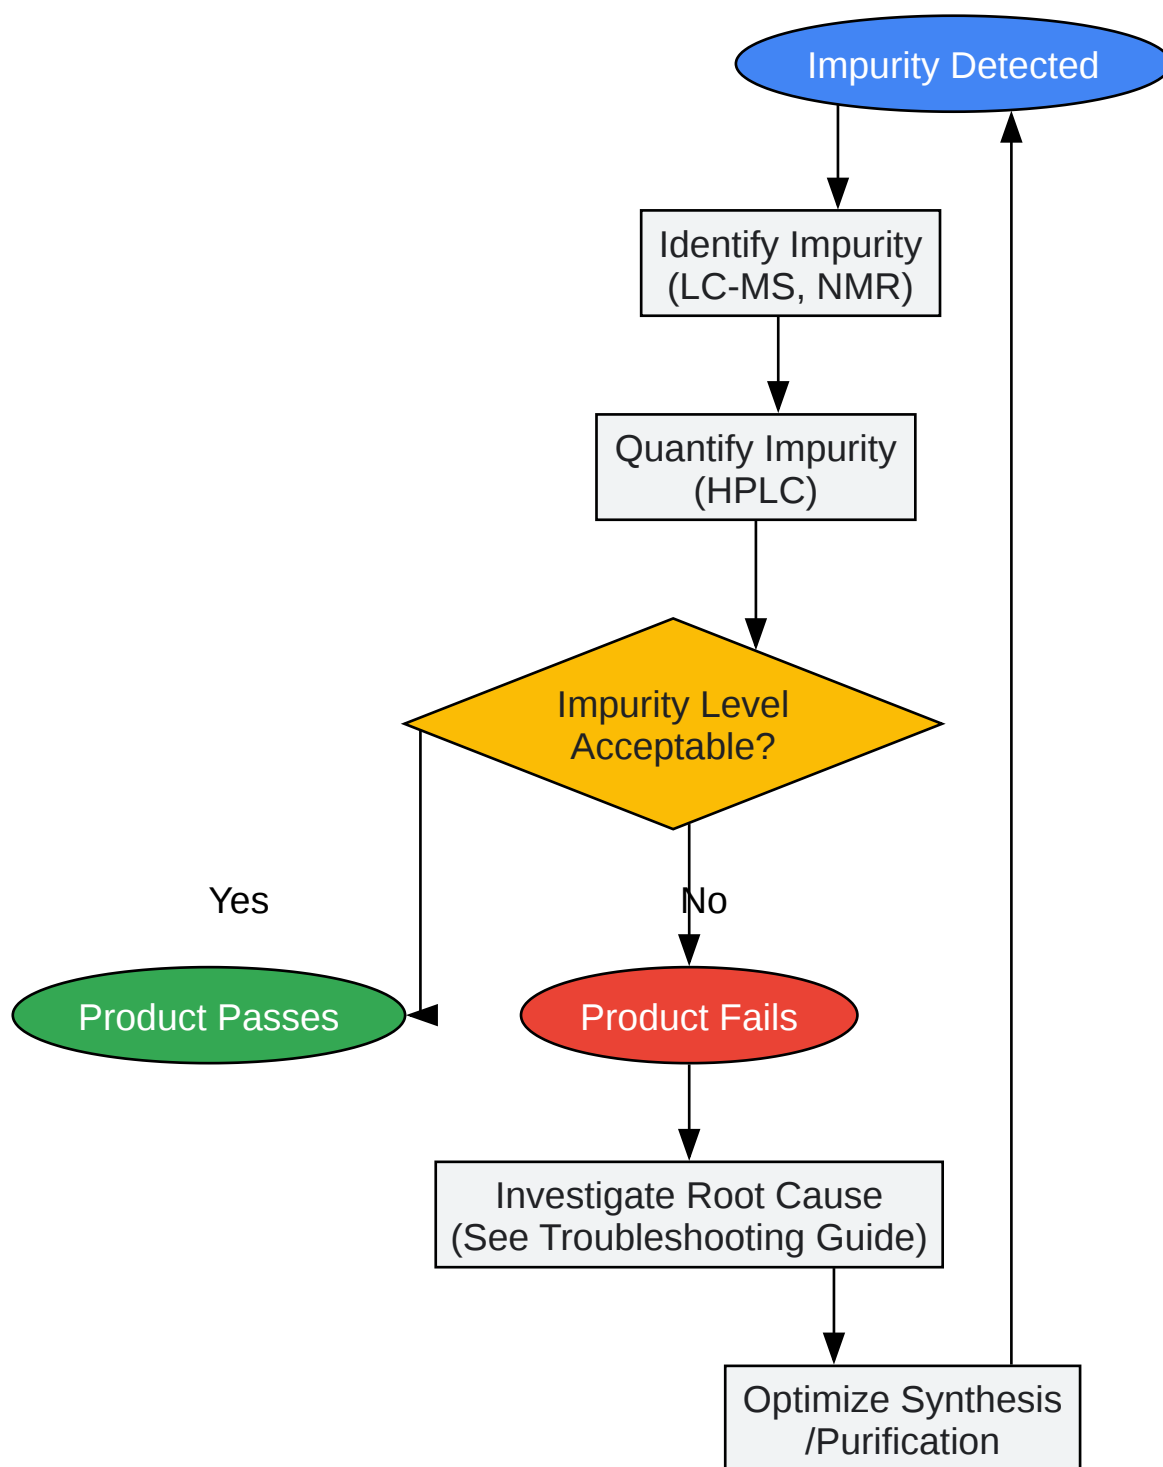 Impurity Detected
Identify Impurity
(LC-MS, NMR)
Quantify Impurity
(HPLC)
Impurity Level
Acceptable?
Yes
No
Product Passes
Product Fails
Investigate Root Cause
(See Troubleshooting Guide)
Optimize Synthesis
/Purification